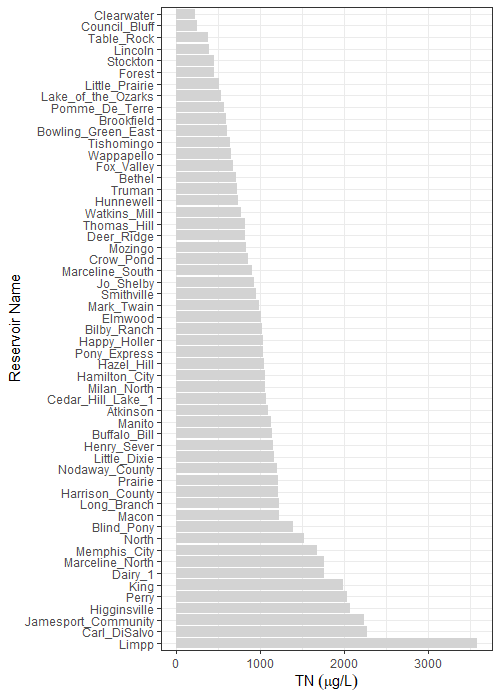 Clearwater
Council_Bluff
Table_Rock
Lincoln
Stockton
Forest
Little_Prairie
Lake_of_the_Ozarks
Pomme_De_Terre
Brookfield
Bowling_Green_East
Tishomingo
Wappapello
Fox_Valley
Bethel
Truman
Hunnewell
Watkins_Mill
Thomas_Hill
Deer_Ridge
Mozingo
Crow_Pond
Marceline_South
Jo_Shelby
Smithville
Mark_Twain
Elmwood
Bilby_Ranch
Happy_Holler
Pony_Express
Hazel_Hill
Hamilton_City
Milan_North
Cedar_Hill_Lake_1
Atkinson
Manito
Buffalo_Bill
Henry_Sever
Little_Dixie
Nodaway_County
Prairie
Harrison_County
Long_Branch
Macon
Blind_Pony
North
Memphis_City
Marceline_North
Dairy_1
King
Perry
Higginsville
Jamesport_Community
Carl_DiSalvo
Limpp
Reservoir Name
0 1000 2000 3000
TN (μg/L)